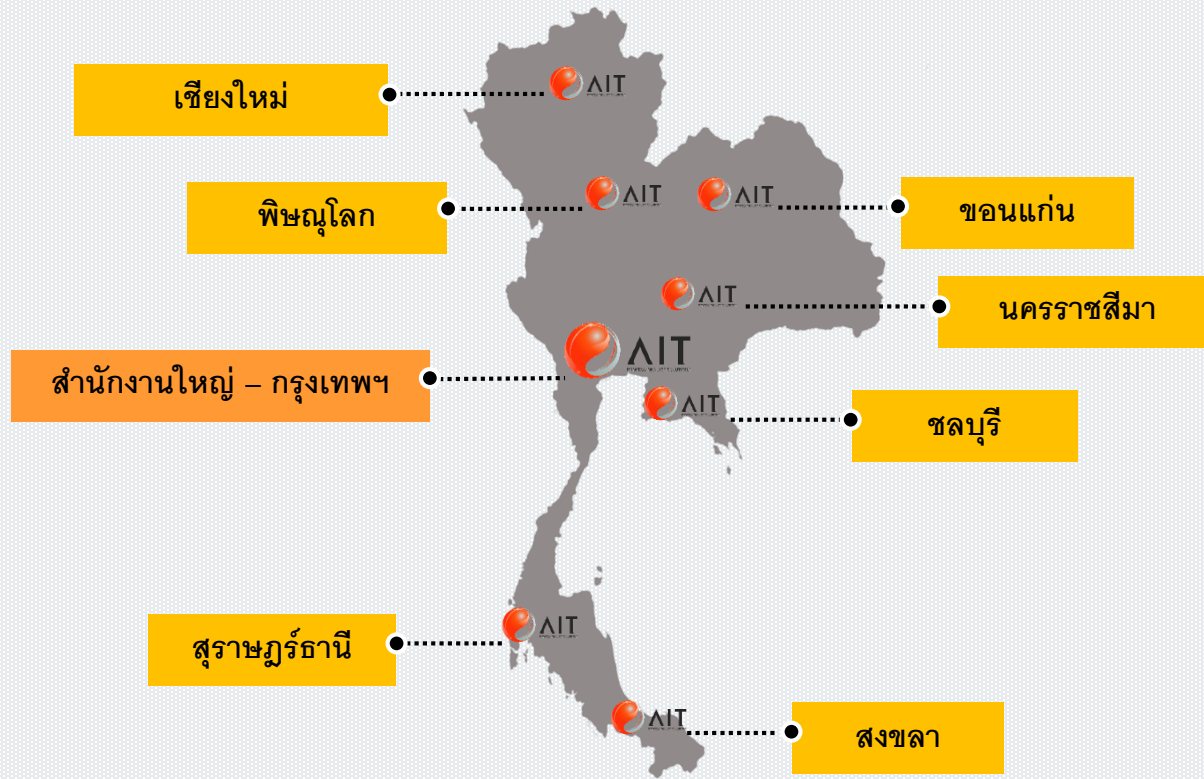 เชียงใหม่
AIT
พิษณุโลก
AIT
AIT
ขอนแก่น
AIT
นครราชสีมา
สำนักงานใหญ่ – กรุงเทพฯ
AIT
AIT
ชลบุรี
สุราษฎร์ธานี
AIT
AIT
สงขลา